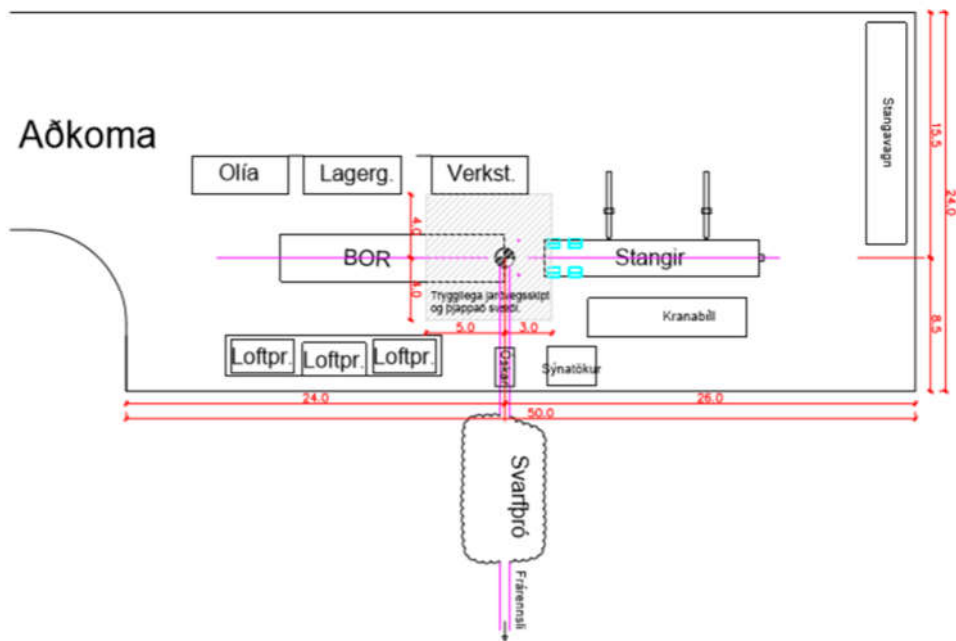 Aðkoma
Olía
Lagerg.
Verkst.
Stangavagn
15.5
24.0
4.0
BOR
Stangir
4.0
Tryggilega jarðvegsskipt
og þjappað svæði.
5.0
3.0
Kranabíll
8.5
Loftpr.
Loftpr.
Loftpr.
Óskar
Sýnatökur
24.0
26.0
50.0
Svarfþró
Frárennsli